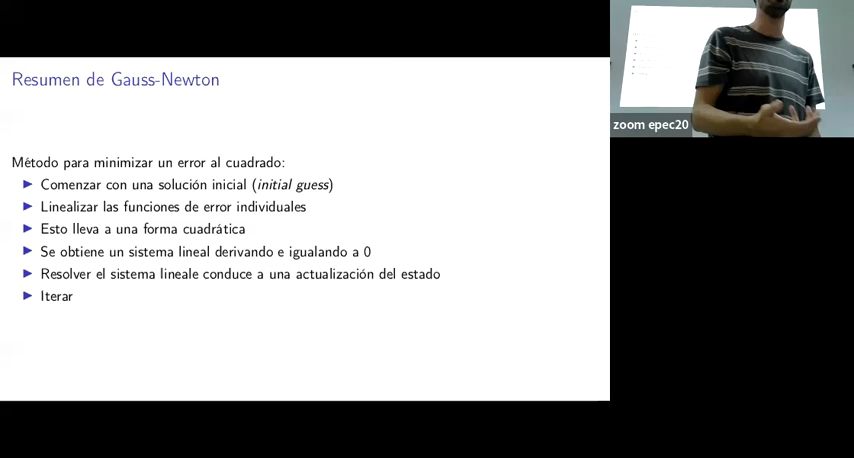 Resumen de Gauss-Newton
Método para minimizar un error al cuadrado:
▶ Comenzar con una solución inicial (initial guess)
▶ Linealizar las funciones de error individuales
▶ Esto lleva a una forma cuadrática
▶ Se obtiene un sistema lineal derivando e igualando a 0
▶ Resolver el sistema lineale conduce a una actualización del estado
▶ Iterar
zoom epec20